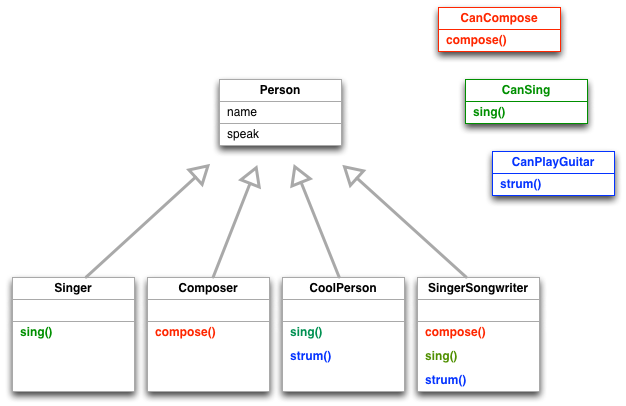 CanCompose
compose()
Person
name
speak
CanSing
sing()
CanPlayGuitar
strum()
Singer
sing()
Composer
compose()
CoolPerson
sing()
strum()
SingerSongwriter
compose()
sing()
strum()